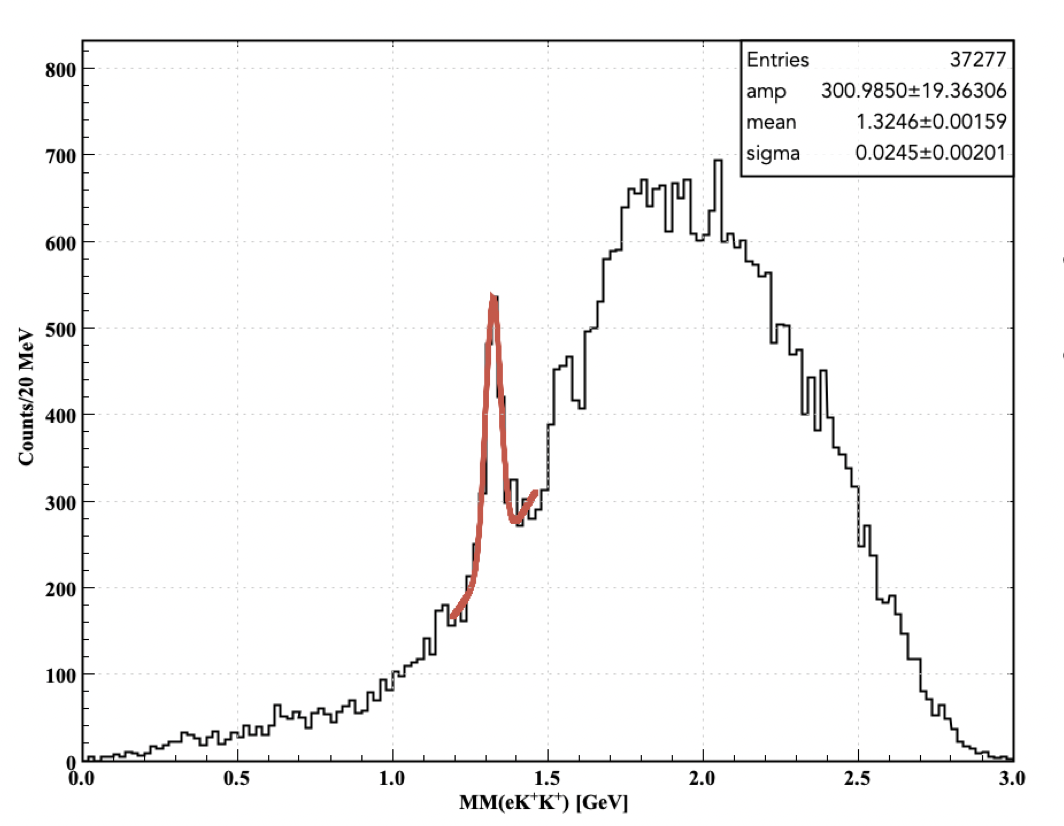 Entries 37277
amp 300.9850±19.36306
mean 1.3246±0.00159
sigma 0.0245±0.00201
800
700
600
500
400
300
200
100
0
Counts/20 MeV
0.0 0.5 1.0 1.5 2.0 2.5 3.0
MM(eK⁺K⁺) [GeV]